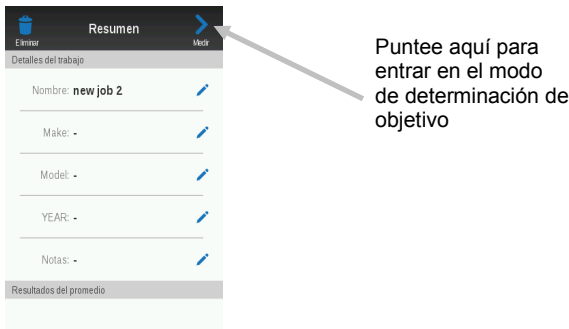 Resumen
Eliminar
Medir
Detalles del trabajo
Nombre: new job 2
Make: -
Model: -
YEAR: -
Notas: -
Resultados del promedio
Puntee aquí para
entrar en el modo
de determinación de
objetivo